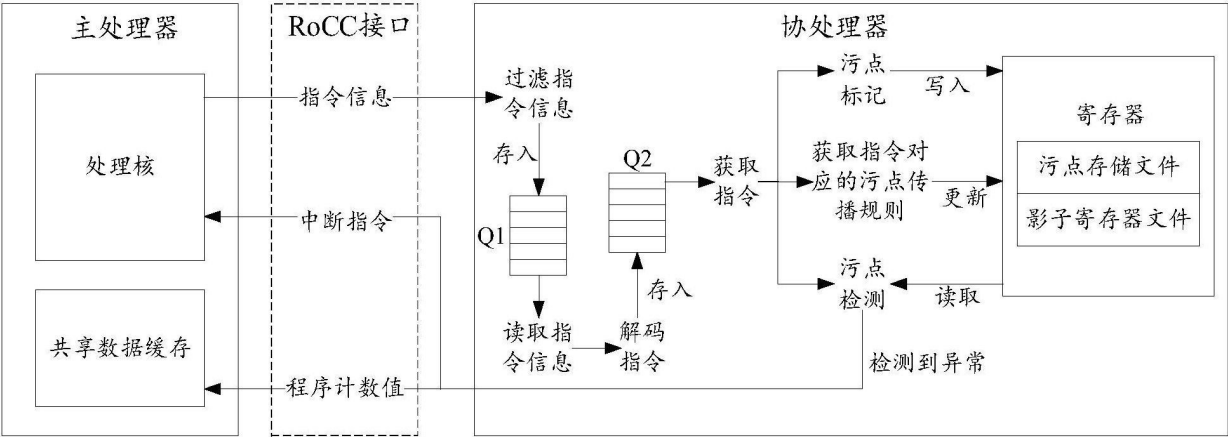 主处理器
RoCC接口
协处理器
处理核
指令信息
中断指令
共享数据缓存
程序计数值
过滤指
令信息
存入
Q1
读取指
令信息
解码
指令
存入
Q2
获取
指令
污点
标记
写入
获取指令对
应的污点传
播规则
更新
污点
检测
读取
检测到异常
寄存器
污点存储文件
影子寄存器文件